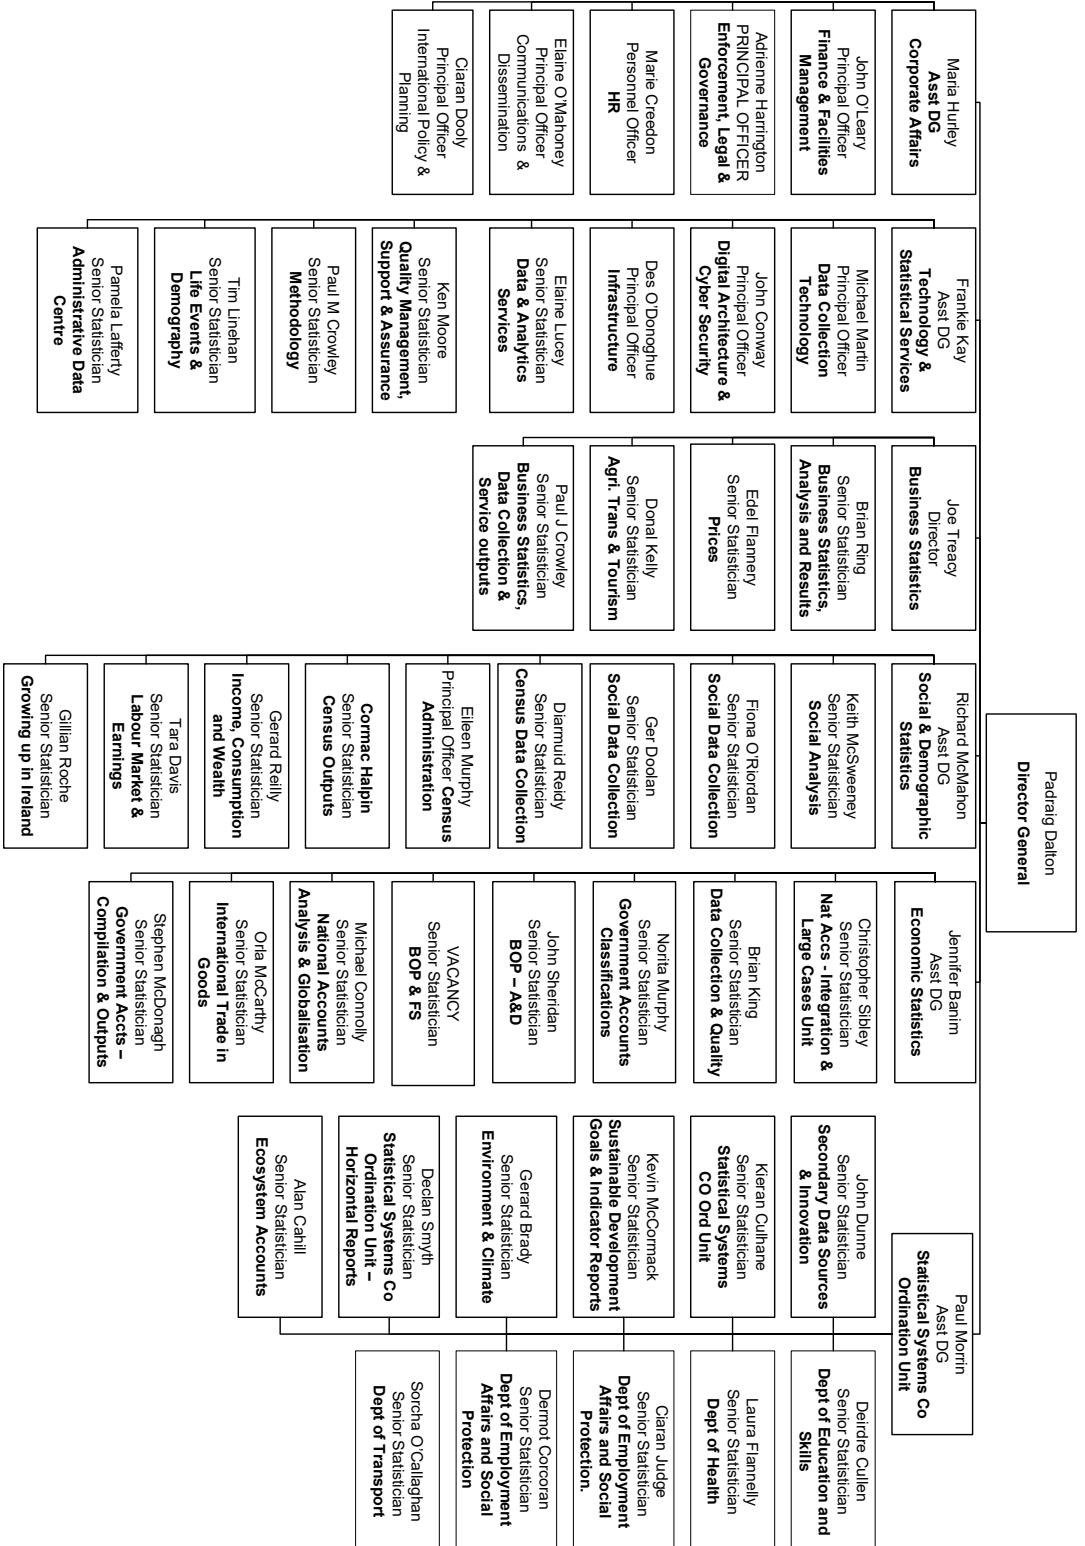 Padraig Dalton
Director General
Maria Hurley
Asst DG
Corporate Affairs
John O'Leary
Principal Officer
Finance & Facilities
Management
Adrienne Harrington
PRINCIPAL OFFICER
Enforcement, Legal &
Governance
Marie Creedon
Personnel Officer
HR
Elaine O'Mahoney
Principal Officer
Communications &
Dissemination
Ciaran Dooly
Principal Officer
International Policy &
Planning
Frankie Kay
Asst DG
Technology &
Statistical Services
Michael Martin
Principal Officer
Data Collection
Technology
John Conway
Principal Officer
Digital Architecture &
Cyber Security
Des O'Donoghue
Principal Officer
Infrastructure
Elaine Lucey
Senior Statistician
Data & Analytics
Services
Ken Moore
Senior Statistician
Quality Management,
Support & Assurance
Paul M Crowley
Senior Statistician
Methodology
Tim Linehan
Senior Statistician
Life Events &
Demography
Pamela Lafferty
Senior Statistician
Administrative Data
Centre
Joe Treacy
Director
Business Statistics
Brian Ring
Senior Statistician
Business Statistics,
Analysis and Results
Edel Flannery
Senior Statistician
Prices
Donal Kelly
Senior Statistician
Agri. Trans & Tourism
Paul J Crowley
Senior Statistician
Business Statistics,
Data Collection &
Service outputs
Richard McMahon
Asst DG
Social & Demographic
Statistics
Keith McSweeney
Senior Statistician
Social Analysis
Fiona O'Riordan
Senior Statistician
Social Data Collection
Ger Doolan
Senior Statistician
Social Data Collection
Diarmuid Reidy
Senior Statistician
Census Data Collection
Eileen Murphy
Principal Officer Census
Administration
Cormac Halpin
Senior Statistician
Census Outputs
Gerard Reilly
Senior Statistician
Income, Consumption
and Wealth
Tara Davis
Senior Statistician
Labour Market &
Earnings
Gillian Roche
Senior Statistician
Growing up in Ireland
Jennifer Banim
Asst DG
Economic Statistics
Christopher Sibley
Senior Statistician
Nat Accs - Integration &
Large Cases Unit
Brian King
Senior Statistician
Data Collection & Quality
Norita Murphy
Senior Statistician
Government Accounts
Classifications
John Sheridan
Senior Statistician
BOP – A&D
VACANCY
Senior Statistician
BOP & FS
Michael Connolly
Senior Statistician
National Accounts
Analysis & Globalisation
Orla McCarthy
Senior Statistician
International Trade in
Goods
Stephen McDonagh
Senior Statistician
Government Accts –
Compilation & Outputs
Paul Morrin
Asst DG
Statistical Systems Co
Ordination Unit
John Dunne
Senior Statistician
Secondary Data Sources
& Innovation
Kieran Culhane
Senior Statistician
Statistical Systems
CO Ord Unit
Kevin McCormack
Senior Statistician
Sustainable Development
Goals & Indicator Reports
Gerard Brady
Senior Statistician
Environment & Climate
Declan Smyth
Senior Statistician
Statistical Systems Co
Ordination Unit –
Horizontal Reports
Alan Cahill
Senior Statistician
Ecosystem Accounts
Deirdre Cullen
Senior Statistician
Dept of Education and
Skills
Laura Flannelly
Senior Statistician
Dept of Health
Ciaran Judge
Senior Statistician
Dept of Employment
Affairs and Social
Protection.
Dermot Corcoran
Senior Statistician
Dept of Employment
Affairs and Social
Protection
Sorcha O'Callaghan
Senior Statistician
Dept of Transport